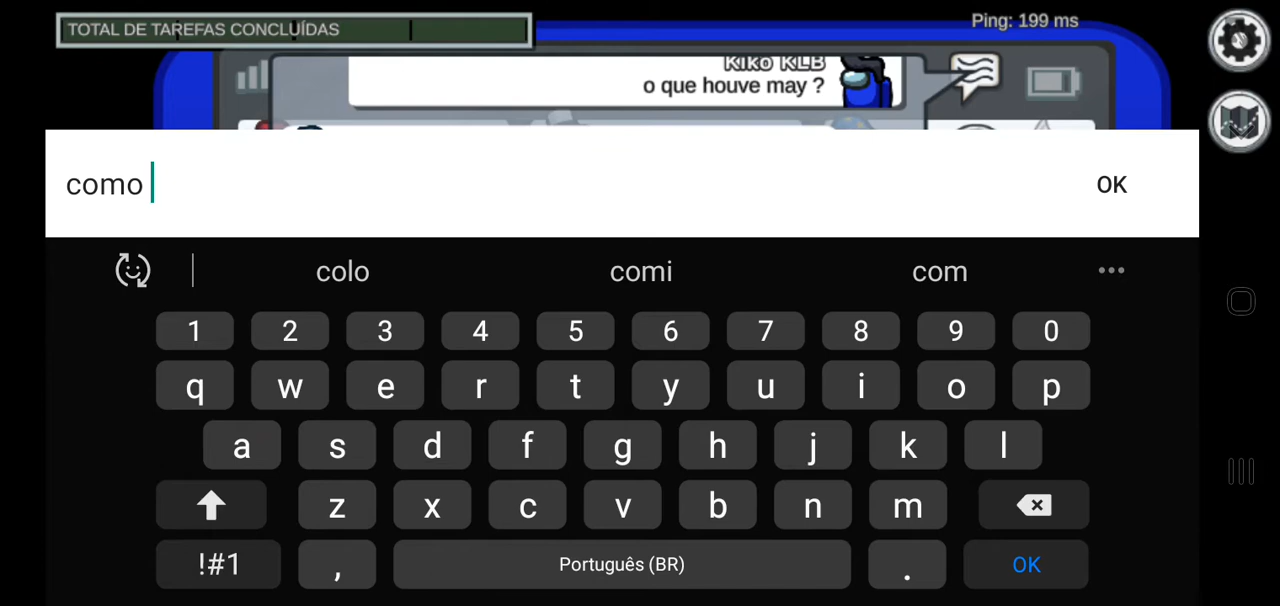 TOTAL DE TAREFAS CONCLUÍDAS
Ping: 199 ms
Kiko KLB
o que houve may ?
como
OK
colo comi com
1 2 3 4 5 6 7 8 9 0
q w e r t y u i o p
a s d f g h j k l
z x c v b n m
!#1 , Português (BR) . OK